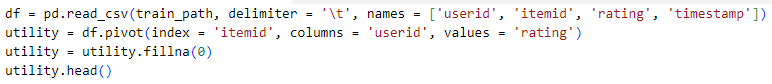 df = pd.read_csv(train_path, delimiter = '\t', names = ['userid', 'itemid', 'rating', 'timestamp'])
utility = df.pivot(index = 'itemid', columns = 'userid', values = 'rating')
utility = utility.fillna(0)
utility.head()